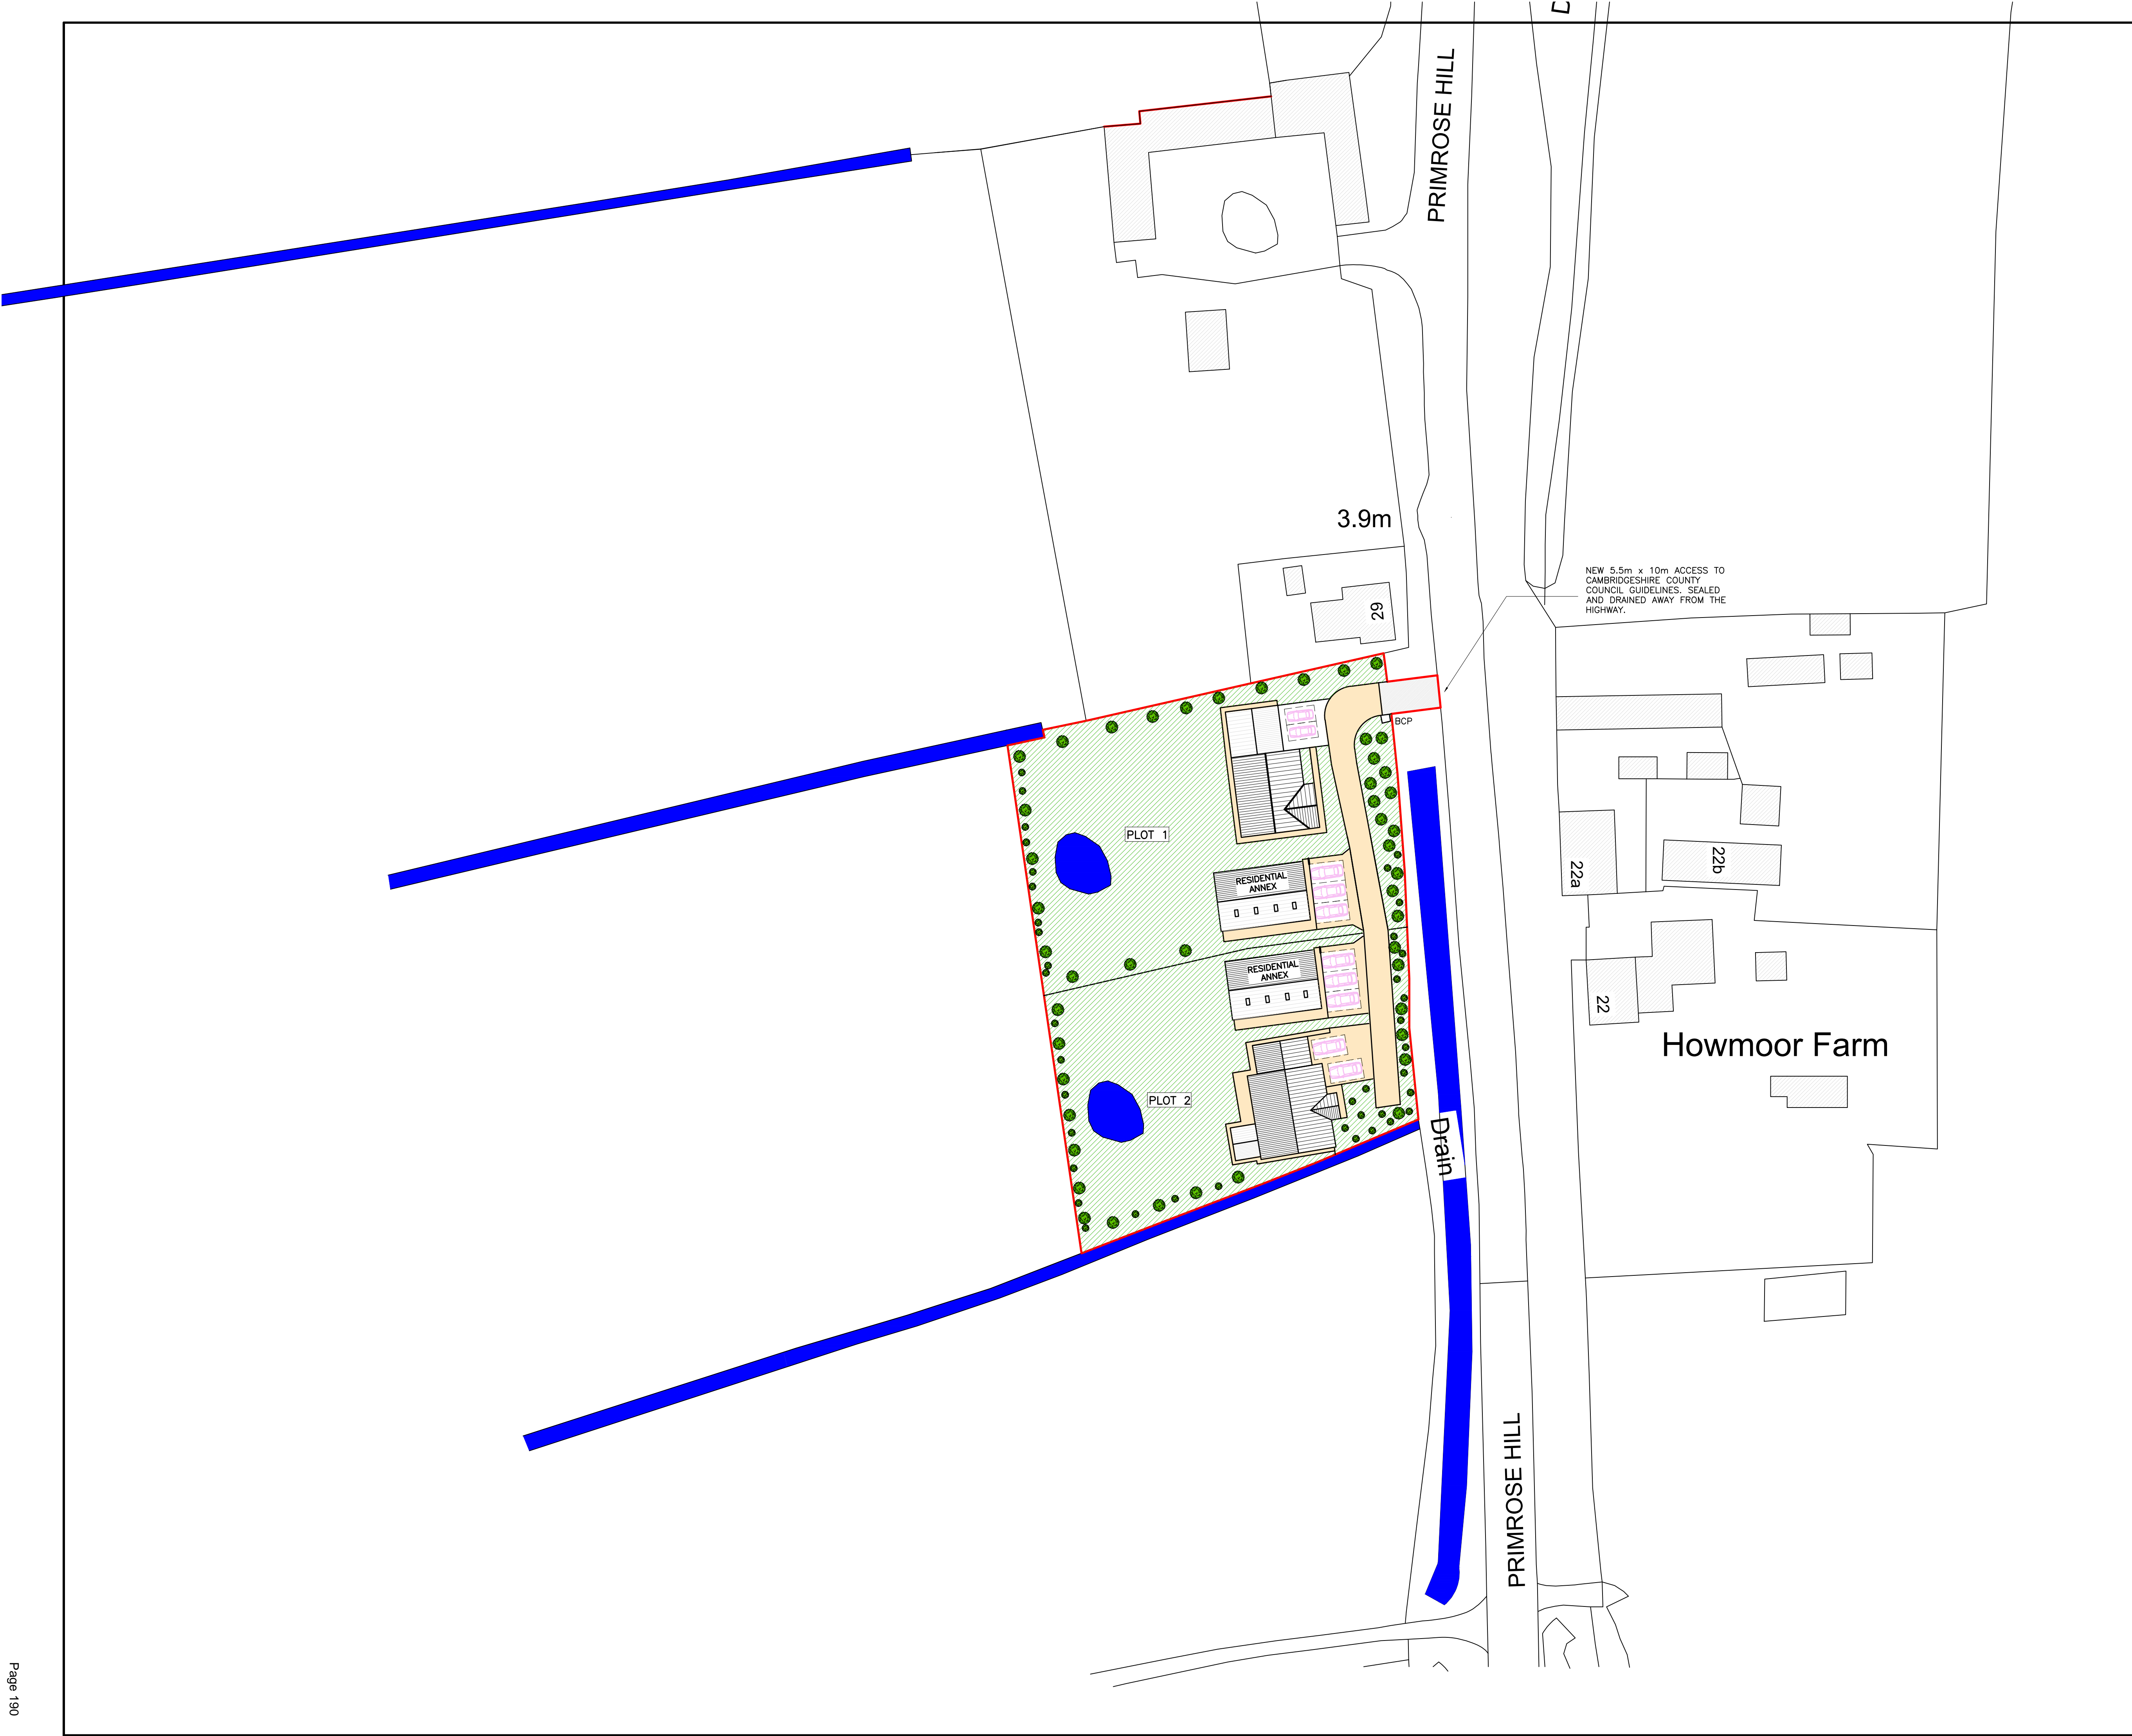 PRIMROSE HILL
3.9m
NEW 5.5m x 10m ACCESS TO
CAMBRIDGESHIRE COUNTY
COUNCIL GUIDELINES. SEALED
AND DRAINED AWAY FROM THE
HIGHWAY.
29
BCP
PLOT 1
RESIDENTIAL
ANNEX
22a
22b
RESIDENTIAL
ANNEX
22
Howmoor Farm
PLOT 2
Drain
PRIMROSE HILL
Page 190